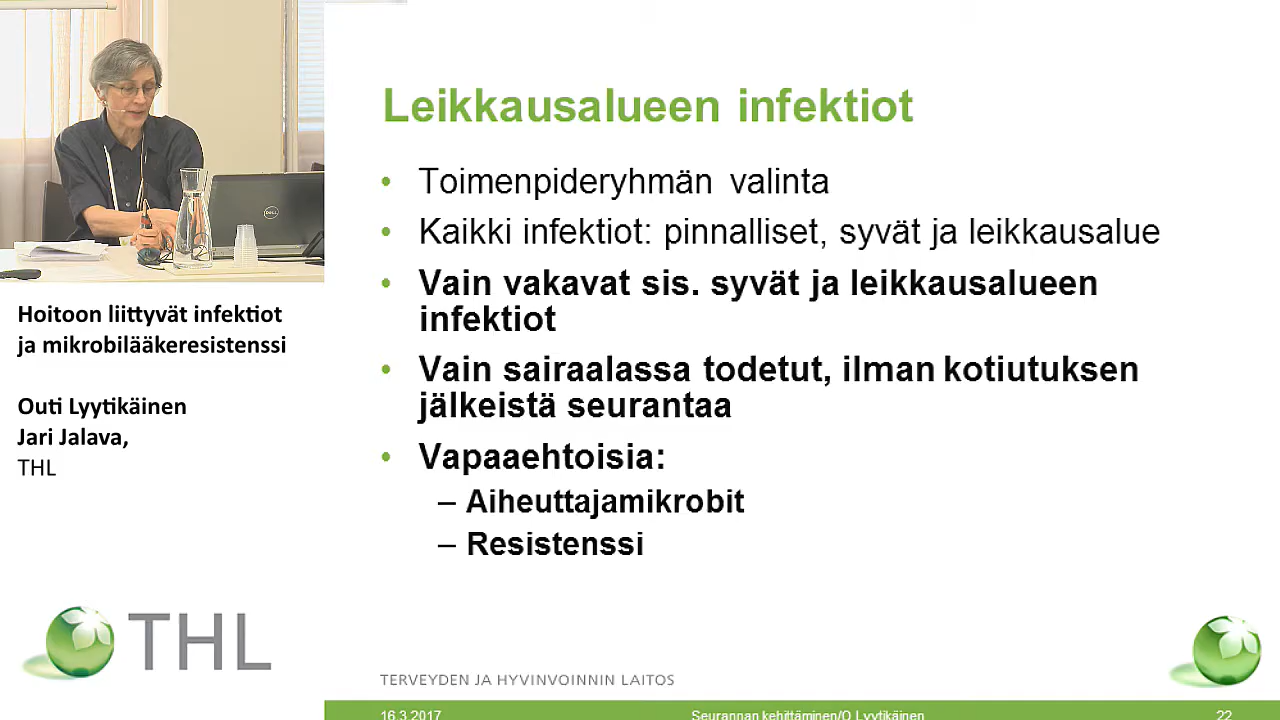 Leikkausalueen infektiot
• Toimenpideryhmän valinta
• Kaikki infektiot: pinnalliset, syvät ja leikkausalue
• Vain vakavat sis. syvät ja leikkausalueen
infektiot
• Vain sairaalassa todetut, ilman kotiutuksen
jälkeistä seurantaa
• Vapaaehtoisia:
– Aiheuttajamikrobit
– Resistenssi
Hoitoon liittyvät infektiot
ja mikrobilääkeresistenssi
Outi Lyytikäinen
Jari Jalava,
THL
THL
TERVEYDEN JA HYVINVOINNIN LAITOS
16.3.2017
Seurannan kehittäminen/O Lyytikäinen
22
DELL